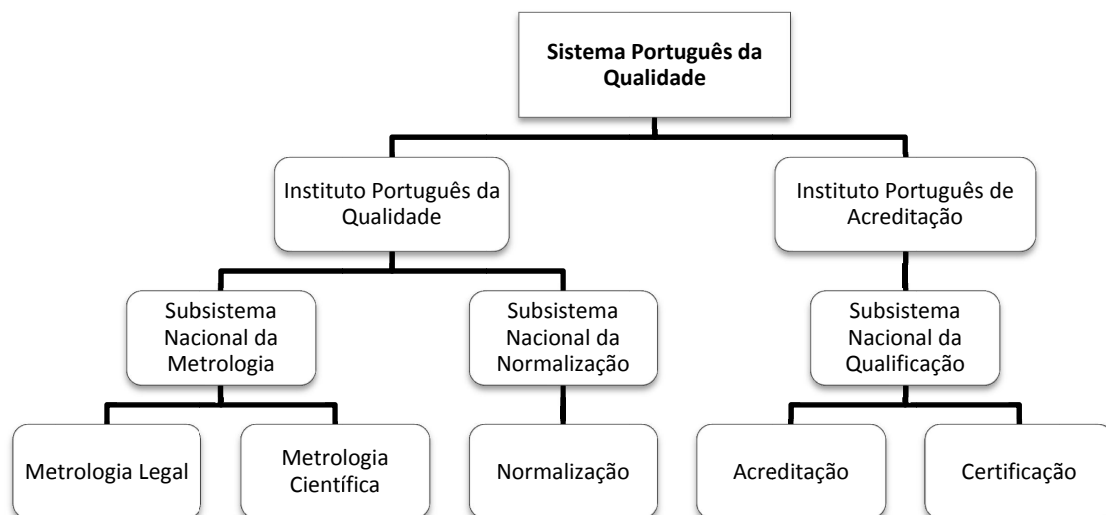 Sistema Português da
Qualidade
Instituto Português da
Qualidade
Instituto Português de
Acreditação
Subsistema
Nacional da
Metrologia
Subsistema
Nacional da
Normalização
Subsistema
Nacional da
Qualificação
Metrologia Legal
Metrologia
Científica
Normalização
Acreditação
Certificação